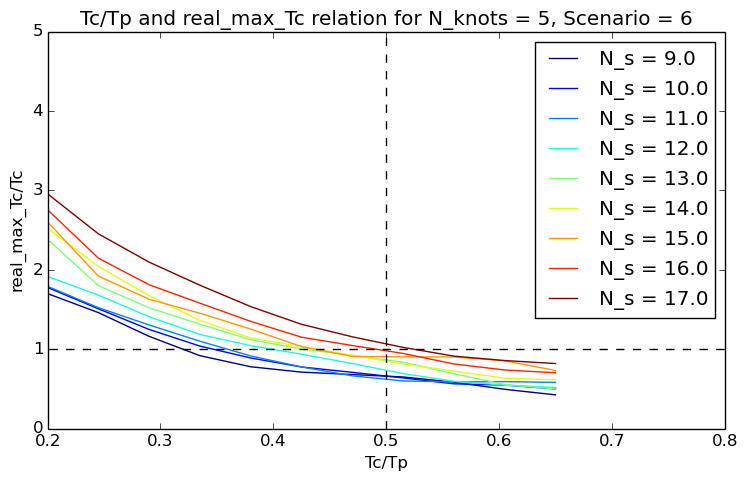 Tc/Tp and real_max_Tc relation for N_knots = 5, Scenario = 6
5
4
3
2
1
0
real_max_Tc/Tc
N_s = 9.0
N_s = 10.0
N_s = 11.0
N_s = 12.0
N_s = 13.0
N_s = 14.0
N_s = 15.0
N_s = 16.0
N_s = 17.0
0.2 0.3 0.4 0.5 0.6 0.7 0.8
Tc/Tp